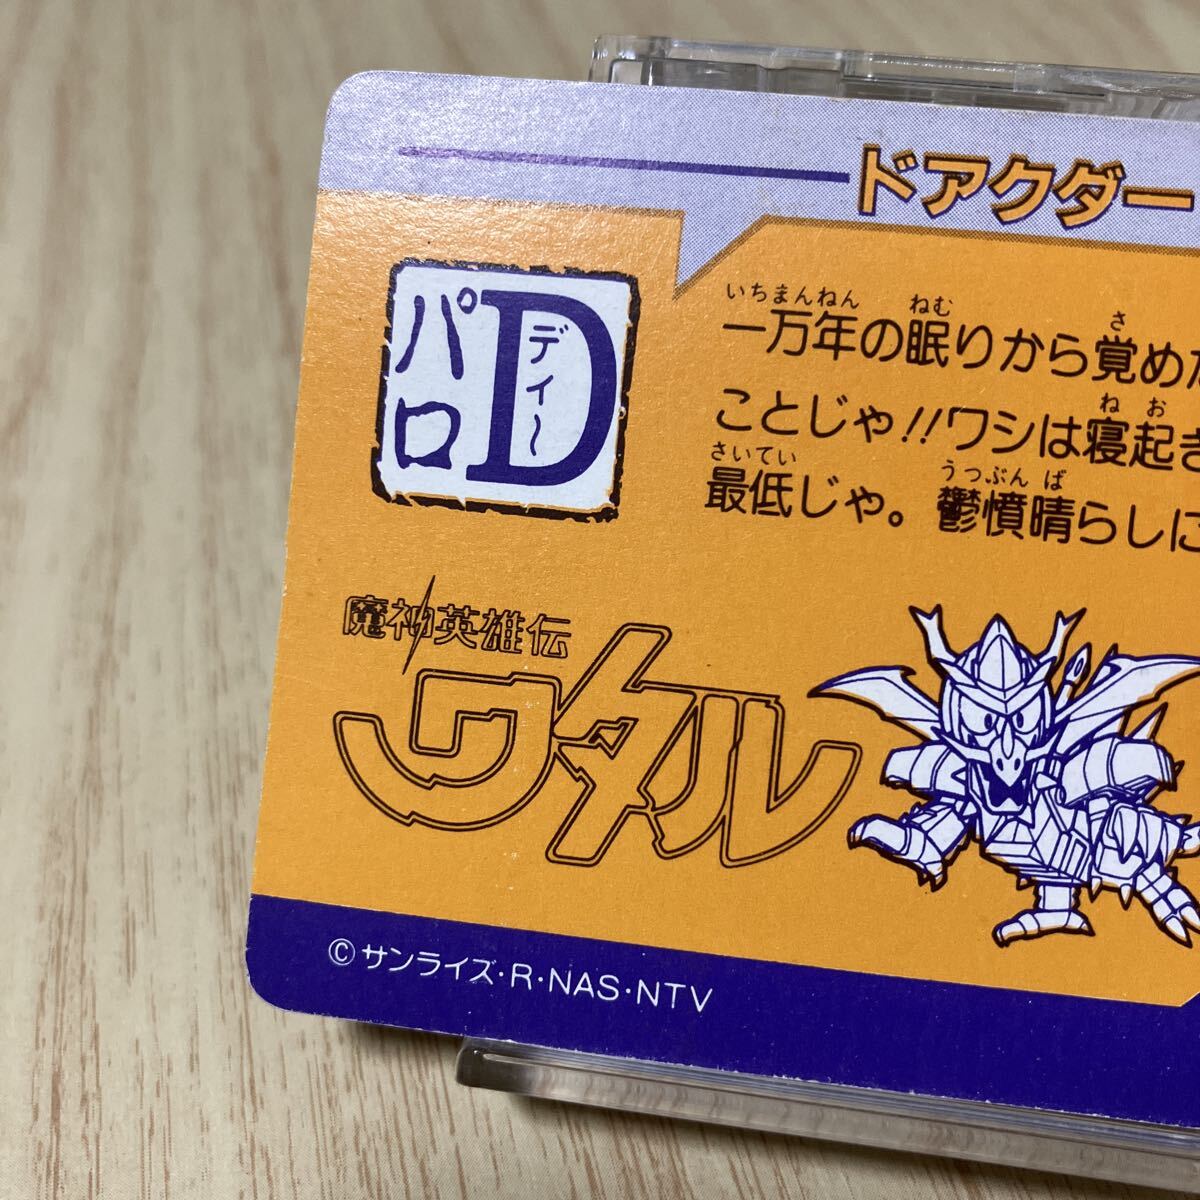 ドアクダー
パロ
D
ディ〜
いちまんねん ねむ さ
一万年の眠りから覚めた
ね お
ことじゃ!!ワシは寝起き
さいてい うっぷん ば
最低じゃ。鬱憤晴らしに
魔神英雄伝
ワタル
©サンライズ・R・NAS・NTV